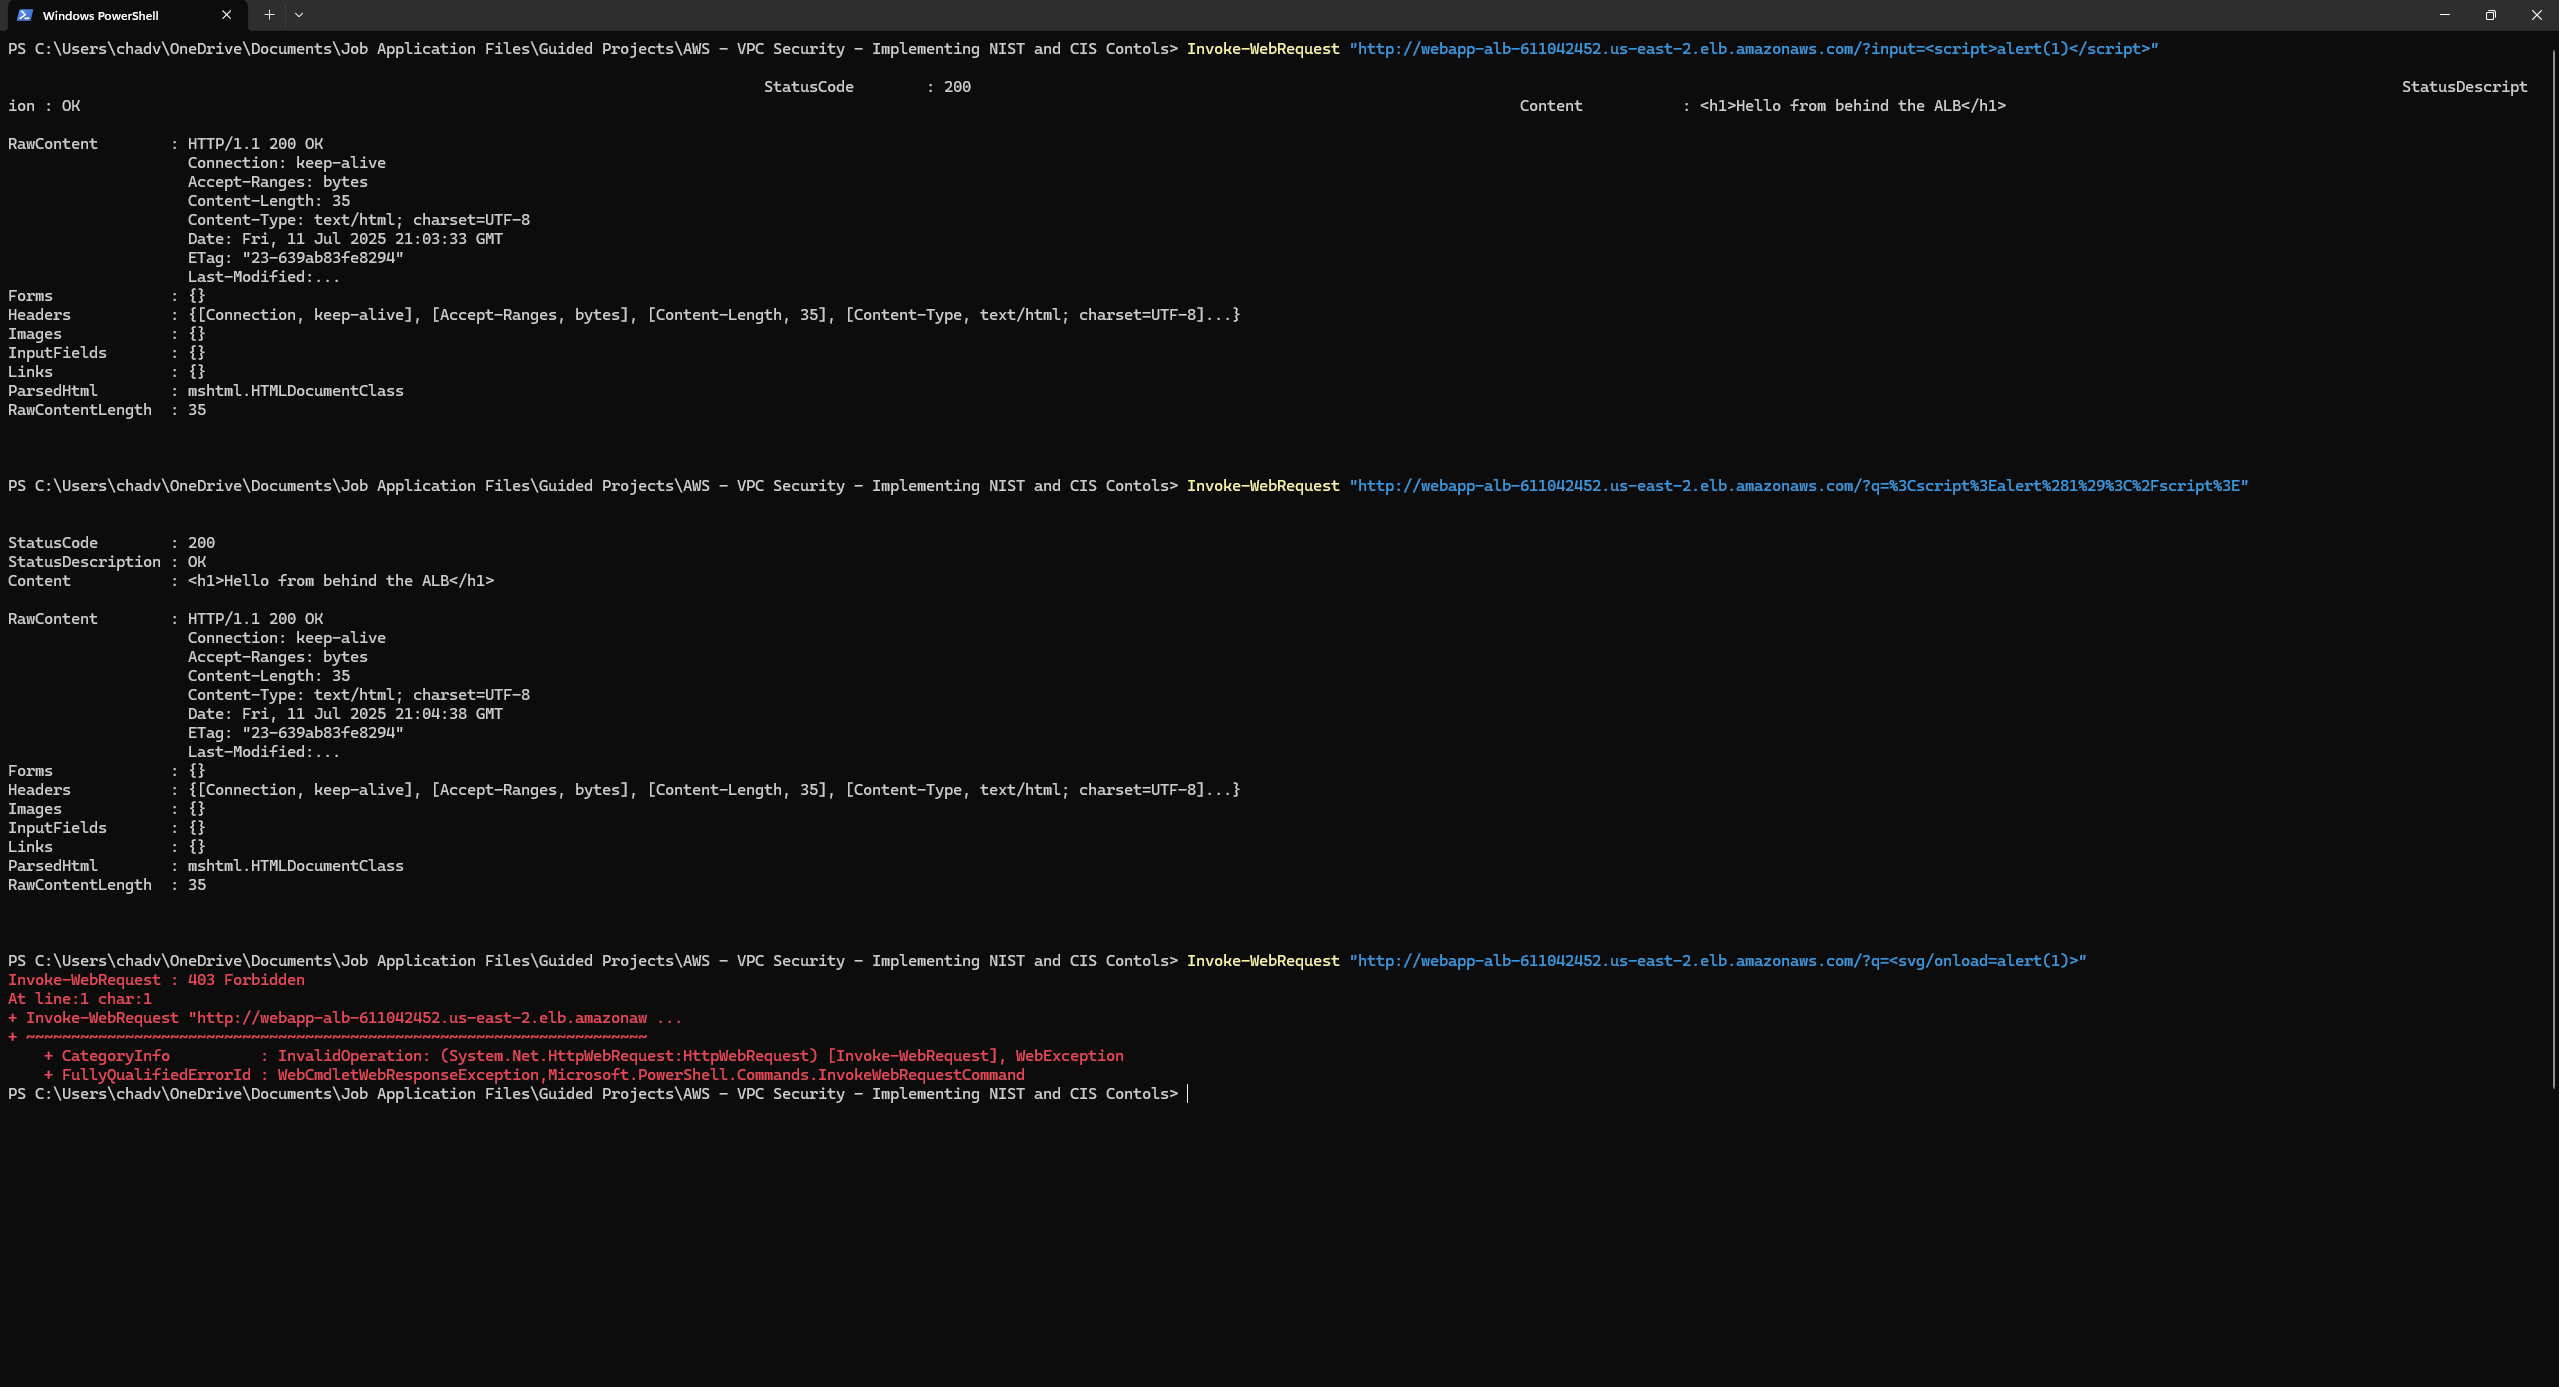 Windows PowerShell
PS C:\Users\chadv\OneDrive\Documents\Job Application Files\Guided Projects\AWS - VPC Security - Implementing NIST and CIS Contols> Invoke-WebRequest "http://webapp-alb-611042452.us-east-2.elb.amazonaws.com/?input=<script>alert(1)</script>"
StatusCode        : 200                                                                                                                                                               StatusDescript
ion : OK                                                                                                                                                                Content           : <h1>Hello from behind the ALB</h1>
RawContent        : HTTP/1.1 200 OK
                    Connection: keep-alive
                    Accept-Ranges: bytes
                    Content-Length: 35
                    Content-Type: text/html; charset=UTF-8
                    Date: Fri, 11 Jul 2025 21:03:33 GMT
                    ETag: "23-639ab83fe8294"
                    Last-Modified:...
Forms             : {}
Headers           : {[Connection, keep-alive], [Accept-Ranges, bytes], [Content-Length, 35], [Content-Type, text/html; charset=UTF-8]...}
Images            : {}
InputFields       : {}
Links             : {}
ParsedHtml        : mshtml.HTMLDocumentClass
RawContentLength  : 35
PS C:\Users\chadv\OneDrive\Documents\Job Application Files\Guided Projects\AWS - VPC Security - Implementing NIST and CIS Contols> Invoke-WebRequest "http://webapp-alb-611042452.us-east-2.elb.amazonaws.com/?q=%3Cscript%3Ealert%281%29%3C%2Fscript%3E"
StatusCode        : 200
StatusDescription : OK
Content           : <h1>Hello from behind the ALB</h1>
RawContent        : HTTP/1.1 200 OK
                    Connection: keep-alive
                    Accept-Ranges: bytes
                    Content-Length: 35
                    Content-Type: text/html; charset=UTF-8
                    Date: Fri, 11 Jul 2025 21:04:38 GMT
                    ETag: "23-639ab83fe8294"
                    Last-Modified:...
Forms             : {}
Headers           : {[Connection, keep-alive], [Accept-Ranges, bytes], [Content-Length, 35], [Content-Type, text/html; charset=UTF-8]...}
Images            : {}
InputFields       : {}
Links             : {}
ParsedHtml        : mshtml.HTMLDocumentClass
RawContentLength  : 35
PS C:\Users\chadv\OneDrive\Documents\Job Application Files\Guided Projects\AWS - VPC Security - Implementing NIST and CIS Contols> Invoke-WebRequest "http://webapp-alb-611042452.us-east-2.elb.amazonaws.com/?q=<svg/onload=alert(1)>"
Invoke-WebRequest : 403 Forbidden
At line:1 char:1
+ Invoke-WebRequest "http://webapp-alb-611042452.us-east-2.elb.amazonaw ...
+ ~~~~~~~~~~~~~~~~~~~~~~~~~~~~~~~~~~~~~~~~~~~~~~~~~~~~~~~~~~~~~~~~~~~~~
    + CategoryInfo          : InvalidOperation: (System.Net.HttpWebRequest:HttpWebRequest) [Invoke-WebRequest], WebException
    + FullyQualifiedErrorId : WebCmdletWebResponseException,Microsoft.PowerShell.Commands.InvokeWebRequestCommand
PS C:\Users\chadv\OneDrive\Documents\Job Application Files\Guided Projects\AWS - VPC Security - Implementing NIST and CIS Contols>